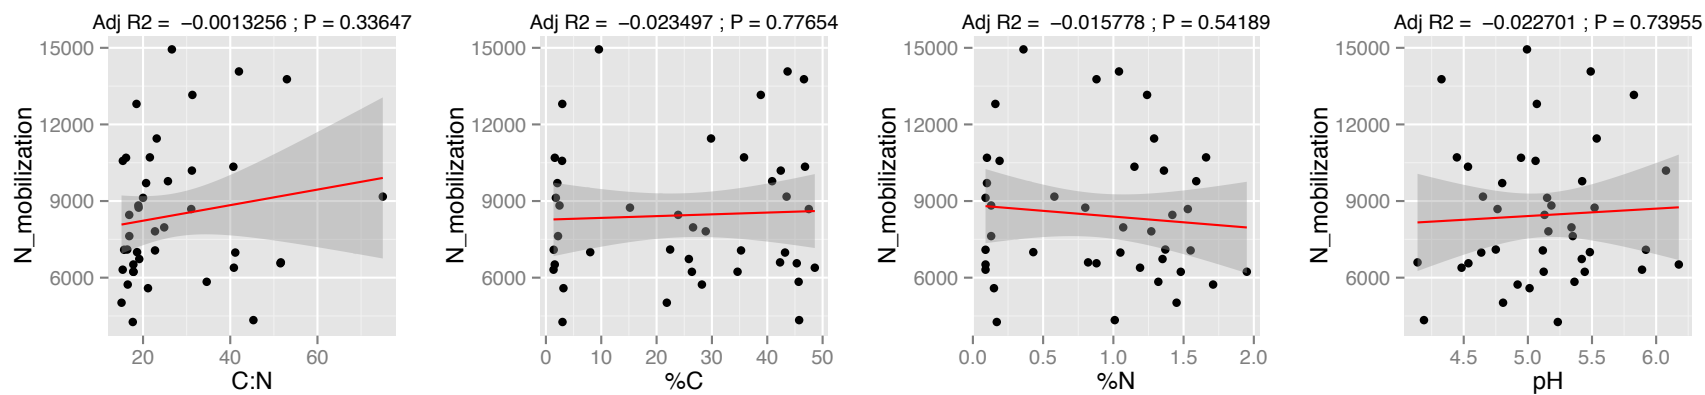 Adj R2 = −0.0013256 ; P = 0.33647
15000
12000
9000
6000
N_mobilization
20 40 60
C:N
Adj R2 = −0.023497 ; P = 0.77654
15000
12000
9000
6000
N_mobilization
0 10 20 30 40 50
%C
Adj R2 = −0.015778 ; P = 0.54189
15000
12000
9000
6000
N_mobilization
0.0 0.5 1.0 1.5 2.0
%N
Adj R2 = −0.022701 ; P = 0.73955
15000
12000
9000
6000
N_mobilization
4.5 5.0 5.5 6.0
pH